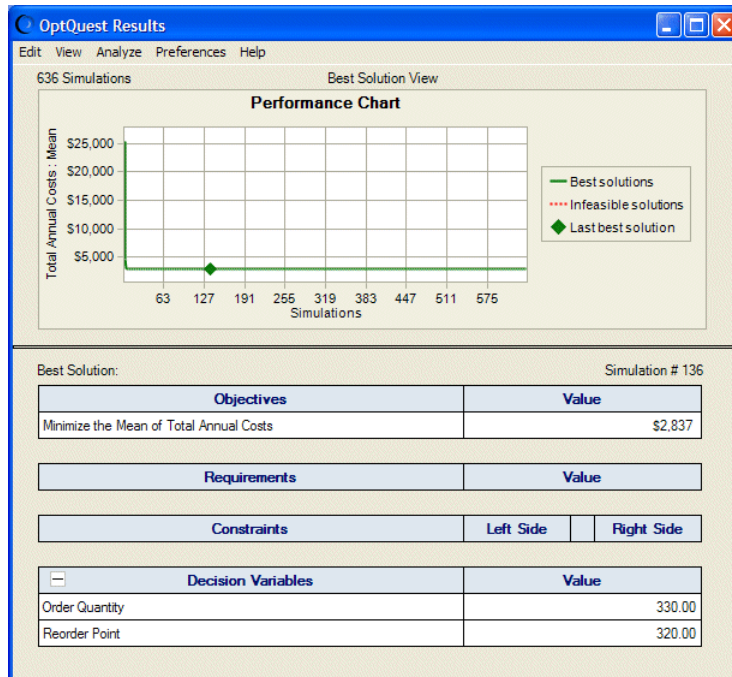 OptQuest Results
Edit View Analyze Preferences Help
636 Simulations Best Solution View
Performance Chart
Total Annual Costs : Mean
$25,000
$20,000
$15,000
$10,000
$5,000
63 127 191 255 319 383 447 511 575
Simulations
Best solutions
Infeasible solutions
Last best solution
Best Solution: Simulation # 136
Objectives Value
Minimize the Mean of Total Annual Costs $2,837
Requirements Value
Constraints Left Side Right Side
Decision Variables Value
Order Quantity 330.00
Reorder Point 320.00